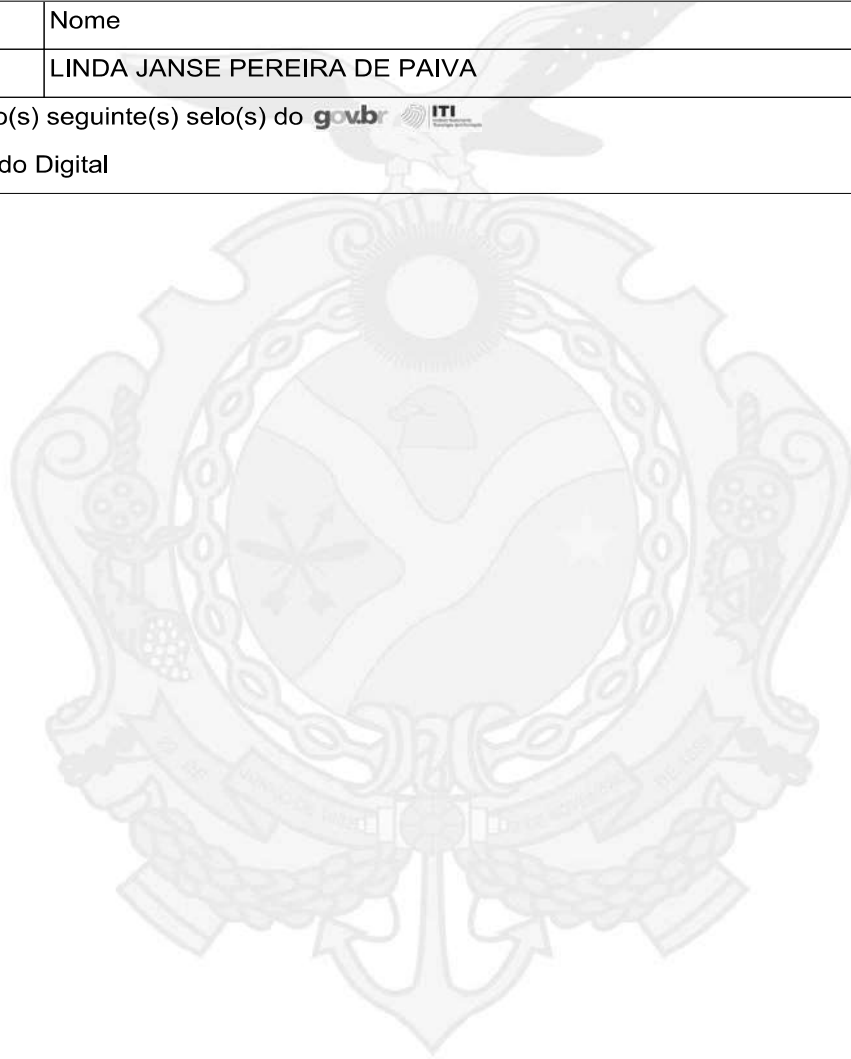 Nome
LINDA JANSE PEREIRA DE PAIVA
o(s) seguinte(s) selo(s) do gov.br ITI
do Digital